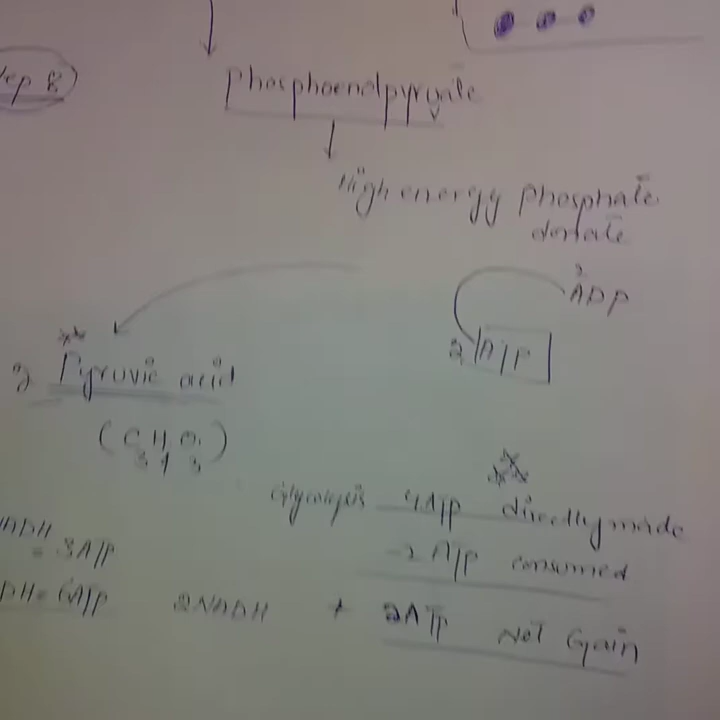 Step 8
Phosphoenolpyruvate
High energy phosphate
donate
2 ADP
2 ATP
2 Pyruvic acid
(C3H4O3)
Glycolysis 4ATP directly made
NADH
= 3ATP
- 2 ATP consumed
= 6ATP 2NADH + 2ATP Net Gain